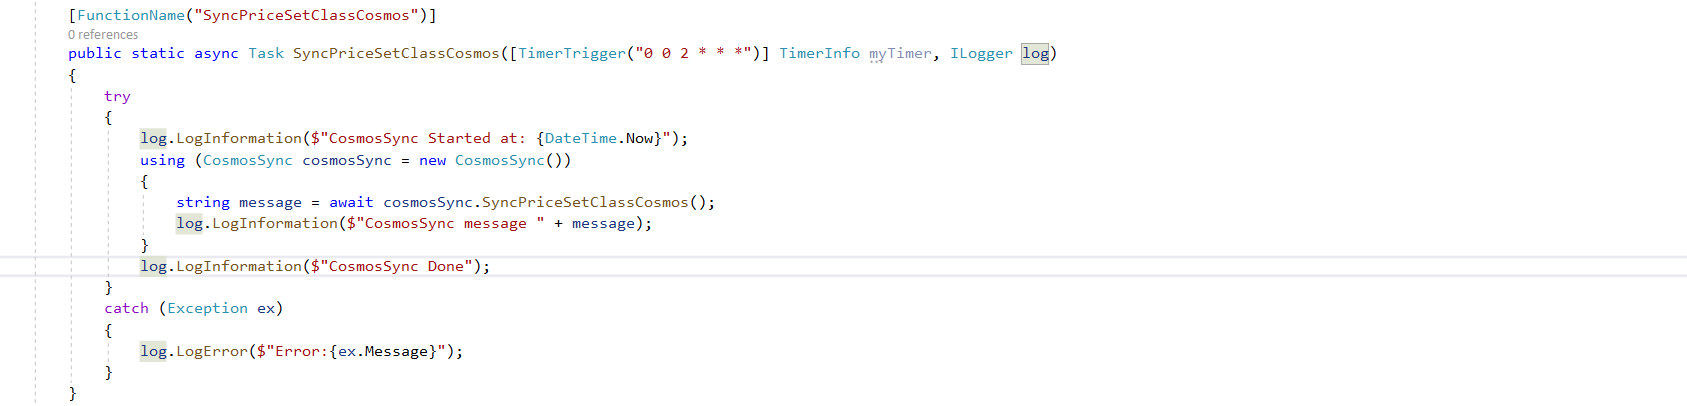 [FunctionName("SyncPriceSetClassCosmos")]
0 references
public static async Task SyncPriceSetClassCosmos([TimerTrigger("0 0 2 * * *")] TimerInfo myTimer, ILogger log)
{
try
{
log.LogInformation($"CosmosSync Started at: {DateTime.Now}");
using (CosmosSync cosmosSync = new CosmosSync())
{
string message = await cosmosSync.SyncPriceSetClassCosmos();
log.LogInformation($"CosmosSync message " + message);
}
log.LogInformation($"CosmosSync Done");
}
catch (Exception ex)
{
log.LogError($"Error:{ex.Message}");
}
}